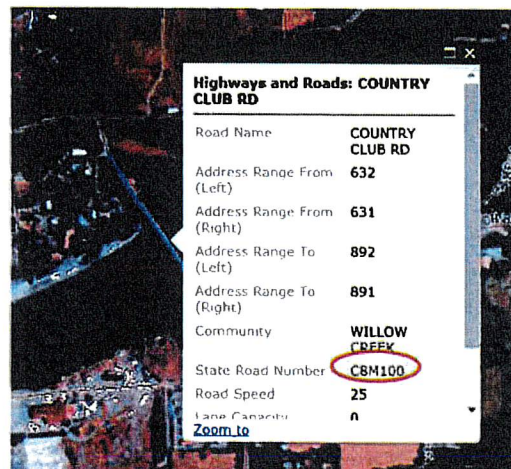 Highways and Roads: COUNTRY
CLUB RD
Road Name COUNTRY
CLUB RD
Address Range From 632
(Left)
Address Range From 631
(Right)
Address Range To 892
(Left)
Address Range To 891
(Right)
Community WILLOW
CREEK
State Road Number C8M100
Road Speed 25
Lane Capacity 0
Zoom to